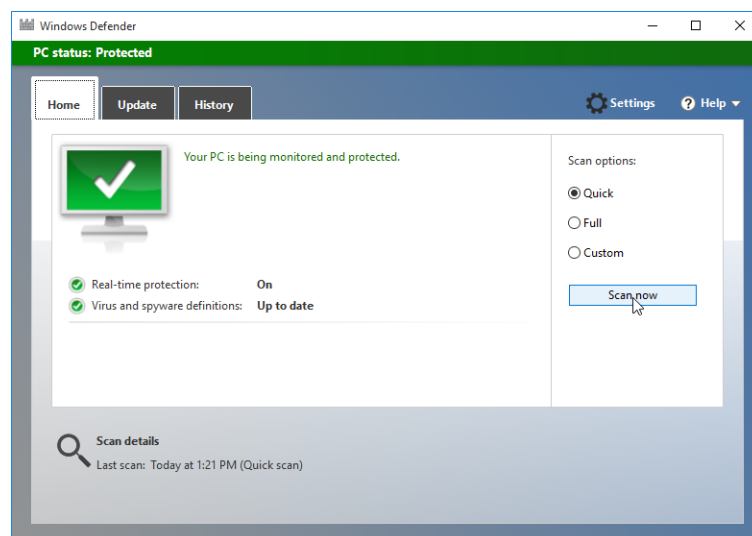 Windows Defender
PC status: Protected
Home
Update
History
Settings
? Help
Your PC is being monitored and protected.
Real-time protection: On
Virus and spyware definitions: Up to date
Scan options:
Quick
Full
Custom
Scan now
Scan details
Last scan: Today at 1:21 PM (Quick scan)